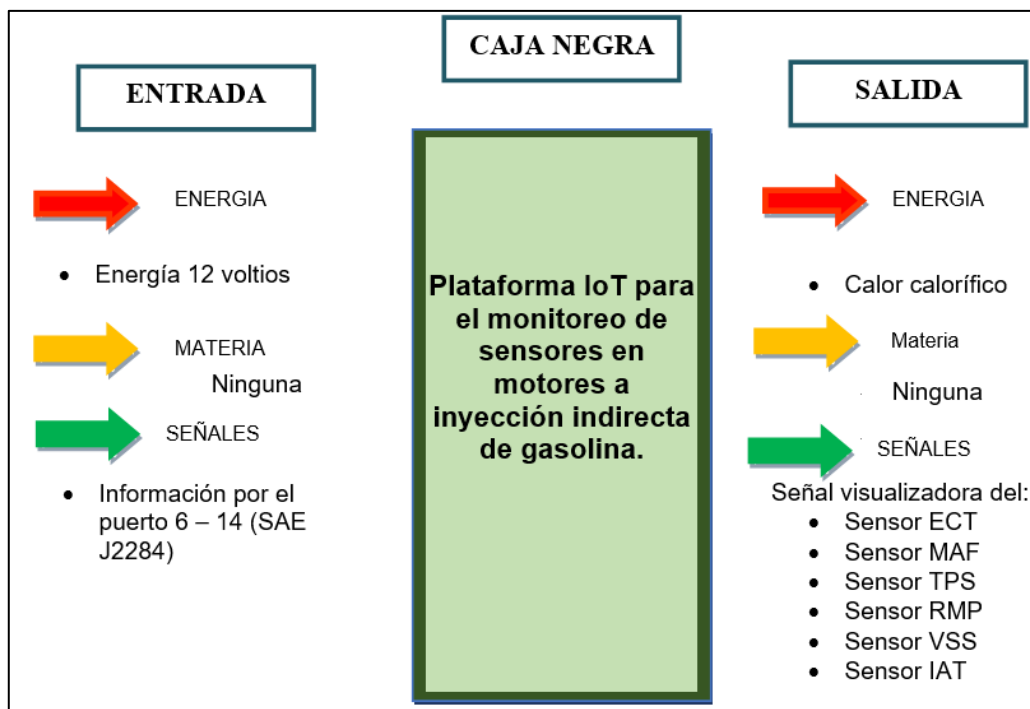 CAJA NEGRA
ENTRADA
SALIDA
ENERGIA
• Energía 12 voltios
MATERIA
Ninguna
SEÑALES
• Información por el
puerto 6 – 14 (SAE
J2284)
Plataforma IoT para
el monitoreo de
sensores en
motores a
inyección indirecta
de gasolina.
ENERGIA
• Calor calorífico
Materia
Ninguna
SEÑALES
Señal visualizadora del:
• Sensor ECT
• Sensor MAF
• Sensor TPS
• Sensor RMP
• Sensor VSS
• Sensor IAT